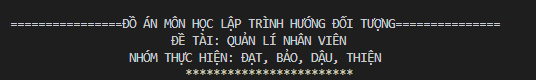 ================ĐỒ ÁN MÔN HỌC LẬP TRÌNH HƯỚNG ĐỐI TƯỢNG===============
ĐỀ TÀI: QUẢN LÍ NHÂN VIÊN
NHÓM THỰC HIỆN: ĐẠT, BẢO, DẬU, THIỆN
************************